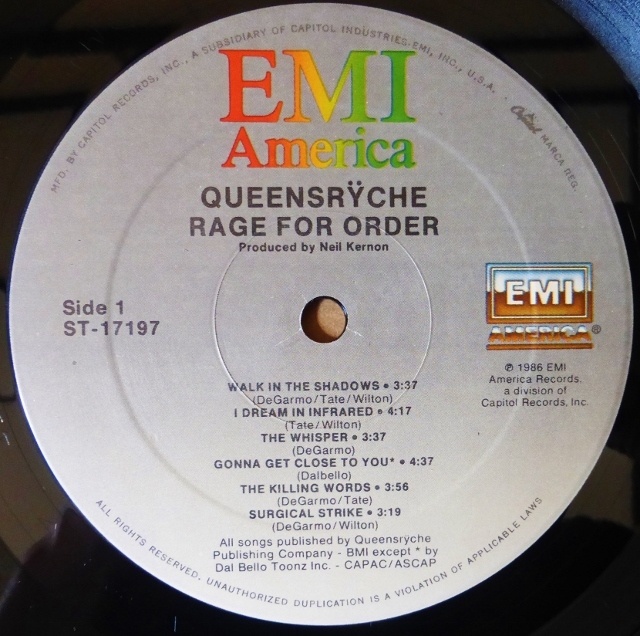 MFD. BY CAPITOL RECORDS, INC., A SUBSIDIARY OF CAPITOL INDUSTRIES-EMI, INC., U.S.A.
Capitol MARCA REG.
EMI
America
QUEENSRŸCHE
RAGE FOR ORDER
Produced by Neil Kernon
Side 1
ST-17197
EMI
AMERICA®
℗ 1986 EMI
America Records,
a division of
Capitol Records, Inc.
WALK IN THE SHADOWS • 3:37
(DeGarmo/Tate/Wilton)
I DREAM IN INFRARED • 4:17
(Tate/Wilton)
THE WHISPER • 3:37
(DeGarmo)
GONNA GET CLOSE TO YOU* • 4:37
(Dalbello)
THE KILLING WORDS • 3:56
(DeGarmo/Tate)
SURGICAL STRIKE • 3:19
(DeGarmo/Wilton)
All songs published by Queensrÿche
Publishing Company - BMI except * by
Dal Bello Toonz Inc. - CAPAC/ASCAP
ALL RIGHTS RESERVED, UNAUTHORIZED DUPLICATION IS A VIOLATION OF APPLICABLE LAWS